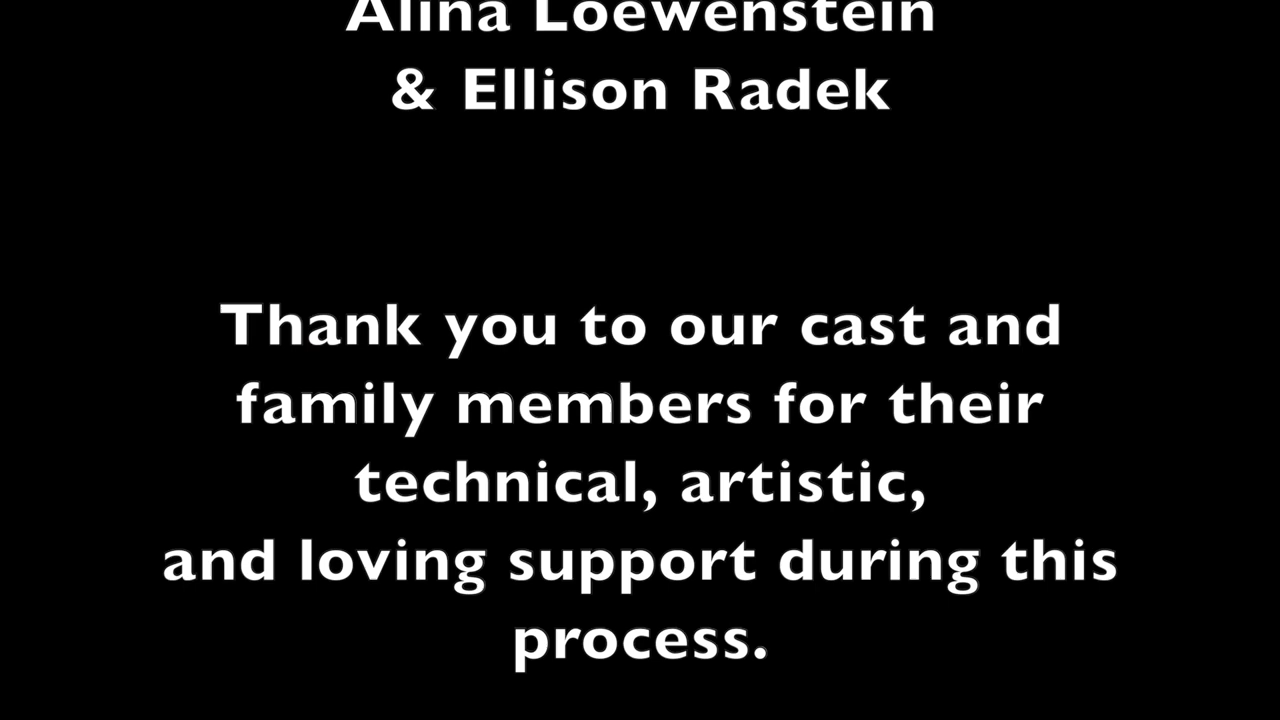 Alina Loewenstein
& Ellison Radek
Thank you to our cast and
family members for their
technical, artistic,
and loving support during this
process.